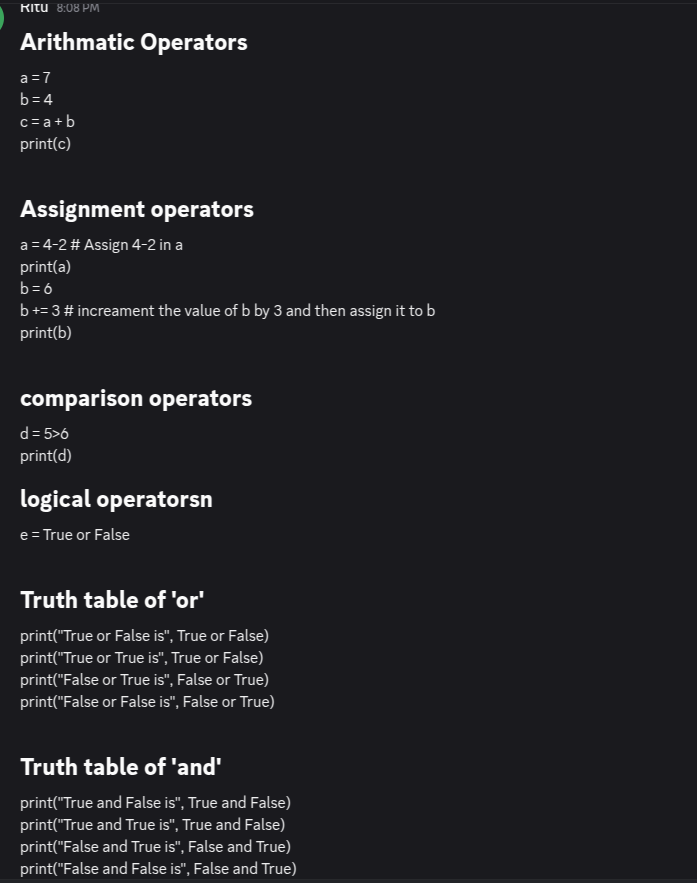 Ritu 8:08 PM
Arithmatic Operators
a = 7
b = 4
c = a + b
print(c)
Assignment operators
a = 4-2 # Assign 4-2 in a
print(a)
b = 6
b += 3 # increament the value of b by 3 and then assign it to b
print(b)
comparison operators
d = 5>6
print(d)
logical operatorsn
e = True or False
Truth table of 'or'
print("True or False is", True or False)
print("True or True is", True or False)
print("False or True is", False or True)
print("False or False is", False or True)
Truth table of 'and'
print("True and False is", True and False)
print("True and True is", True and False)
print("False and True is", False and True)
print("False and False is", False and True)